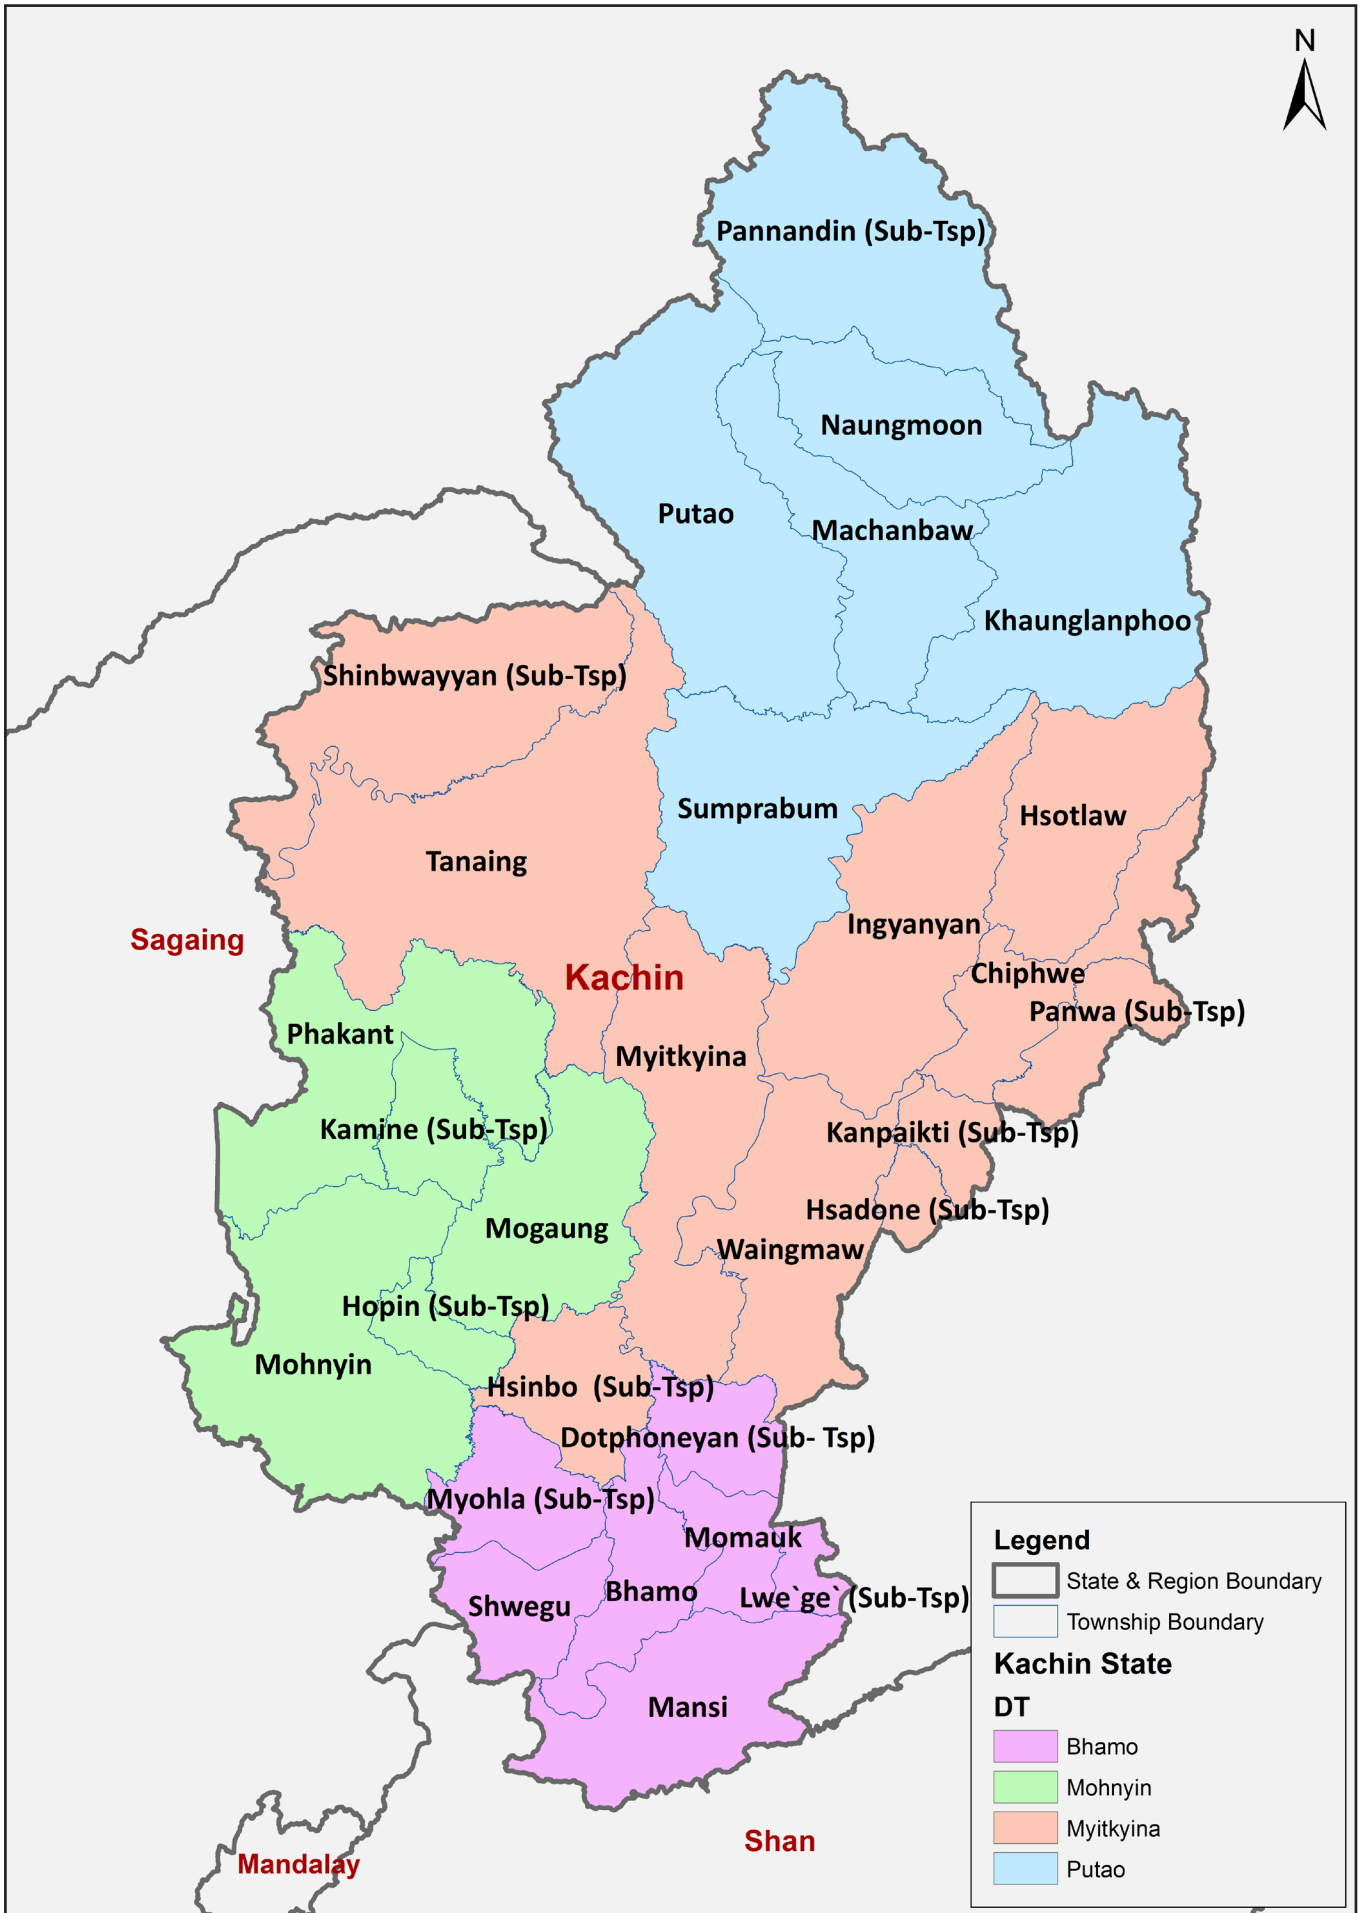 N
Pannandin (Sub-Tsp)
Naungmoon
Putao
Machanbaw
Khaunglanphoo
Shinbwayyan (Sub-Tsp)
Sumprabum
Hsotlaw
Tanaing
Ingyanyan
Sagaing
Kachin
Chiphwe
Panwa (Sub-Tsp)
Phakant
Myitkyina
Kamine (Sub-Tsp)
Kanpaikti (Sub-Tsp)
Hsadone (Sub-Tsp)
Mogaung
Waingmaw
Hopin (Sub-Tsp)
Mohnyin
Hsinbo (Sub-Tsp)
Dotphoneyan (Sub- Tsp)
Myohla (Sub-Tsp)
Momauk
Bhamo
Lwe`ge` (Sub-Tsp)
Shwegu
Mansi
Shan
Mandalay
Legend
State & Region Boundary
Township Boundary
Kachin State
DT
Bhamo
Mohnyin
Myitkyina
Putao